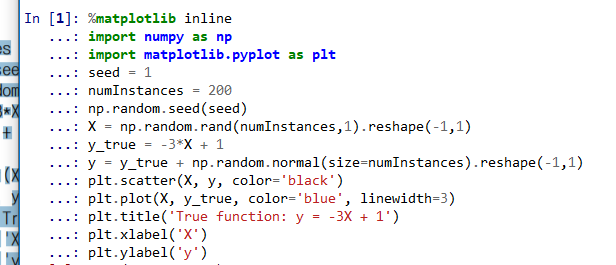 In [1]: %matplotlib inline
...: import numpy as np
...: import matplotlib.pyplot as plt
...: seed = 1
...: numInstances = 200
...: np.random.seed(seed)
...: X = np.random.rand(numInstances,1).reshape(-1,1)
...: y_true = -3*X + 1
...: y = y_true + np.random.normal(size=numInstances).reshape(-1,1)
...: plt.scatter(X, y, color='black')
...: plt.plot(X, y_true, color='blue', linewidth=3)
...: plt.title('True function: y = -3X + 1')
...: plt.xlabel('X')
...: plt.ylabel('y')